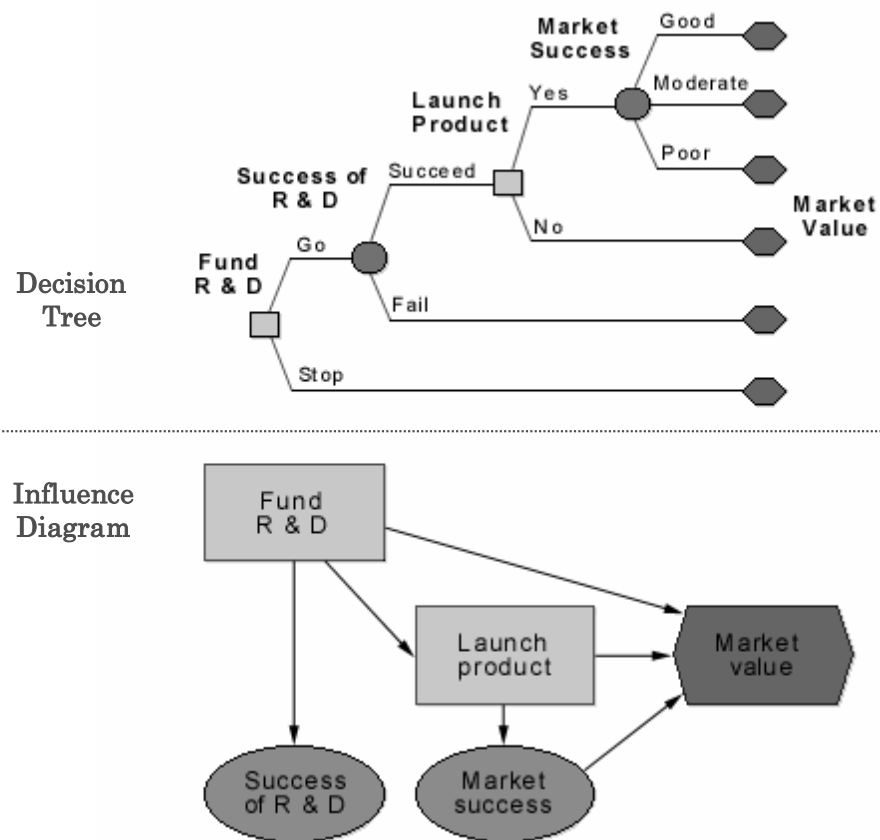 Market
Success
Good
Moderate
Poor
Launch
Product
Yes
No
Success of
R & D
Succeed
Fail
Market
Value
Fund
R & D
Go
Stop
Decision
Tree
Influence
Diagram
Fund
R & D
Launch
product
Market
value
Success
of R & D
Market
success